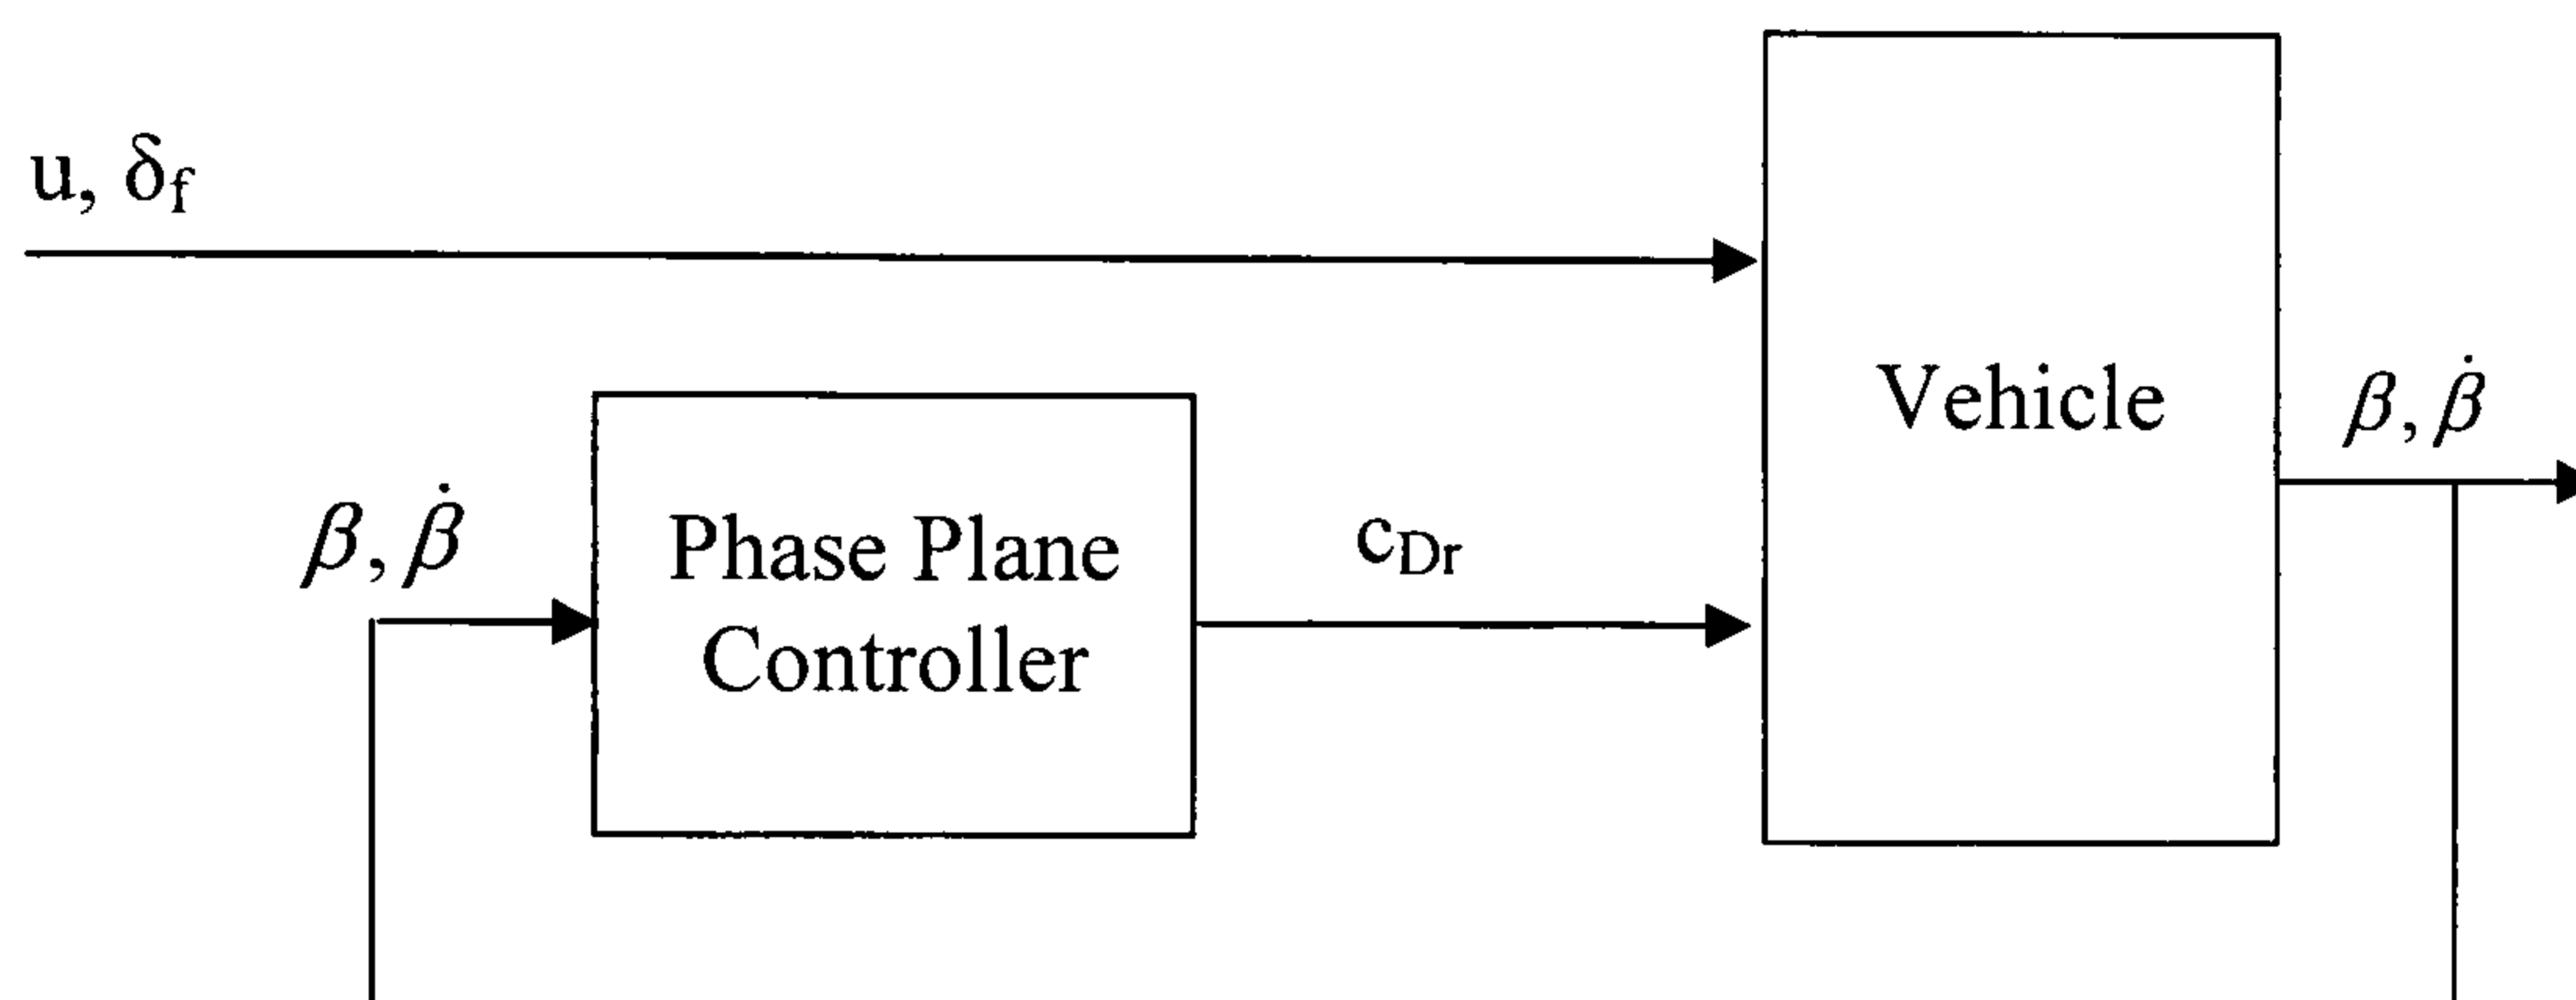 u, δf
Vehicle
β, β̇
β, β̇
Phase Plane
Controller
cDr